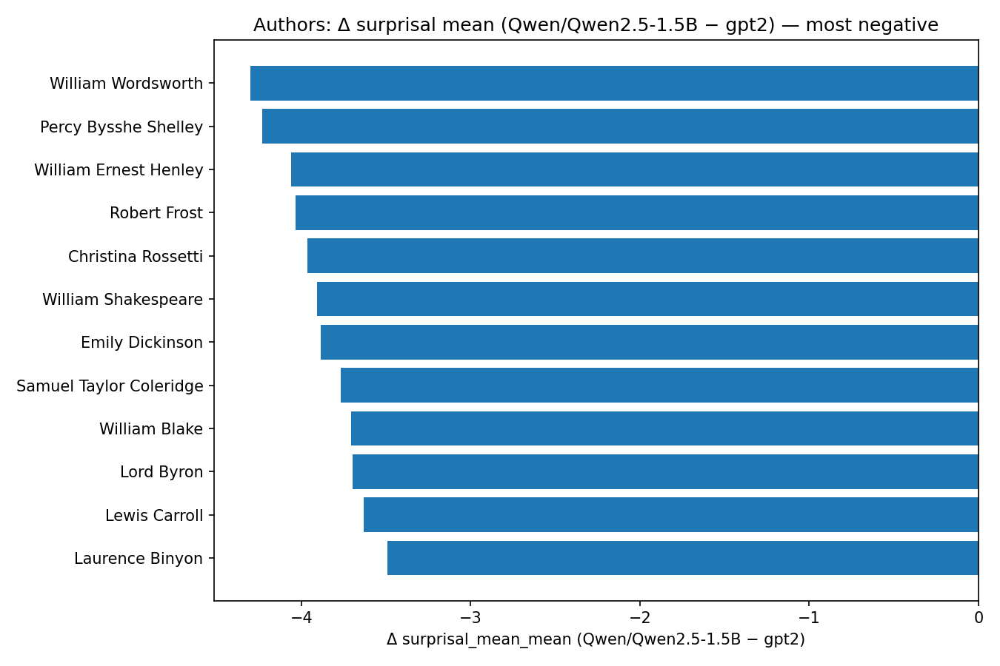 Authors: Δ surprisal mean (Qwen/Qwen2.5-1.5B − gpt2) — most negative
William Wordsworth
Percy Bysshe Shelley
William Ernest Henley
Robert Frost
Christina Rossetti
William Shakespeare
Emily Dickinson
Samuel Taylor Coleridge
William Blake
Lord Byron
Lewis Carroll
Laurence Binyon
−4 −3 −2 −1 0
Δ surprisal_mean_mean (Qwen/Qwen2.5-1.5B − gpt2)